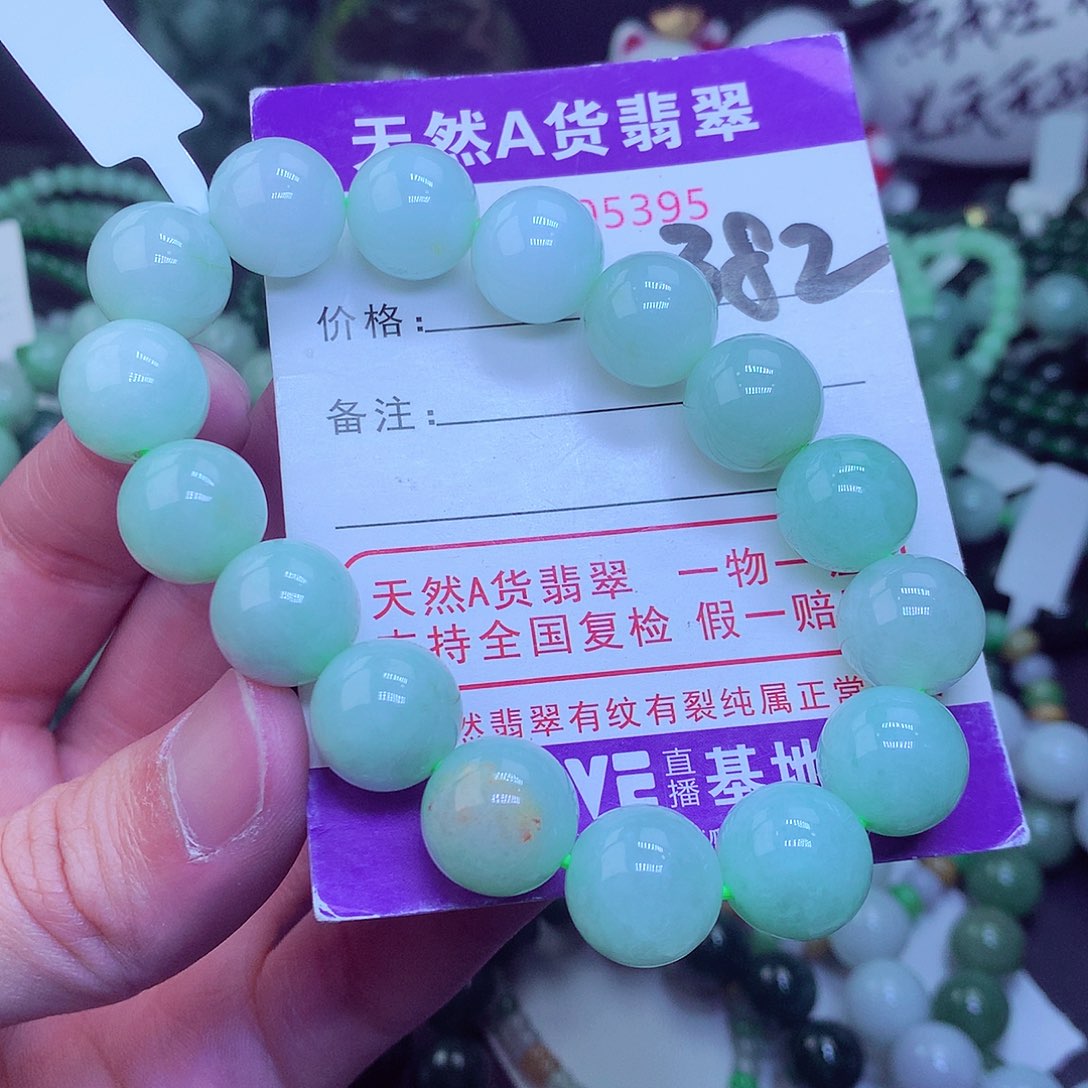 天然A货翡翠
05395
382
价格:
备注:
天然A货翡翠 一物一
支持全国复检 假一赔
然翡翠有纹有裂纯属正常
VE 直播 基地